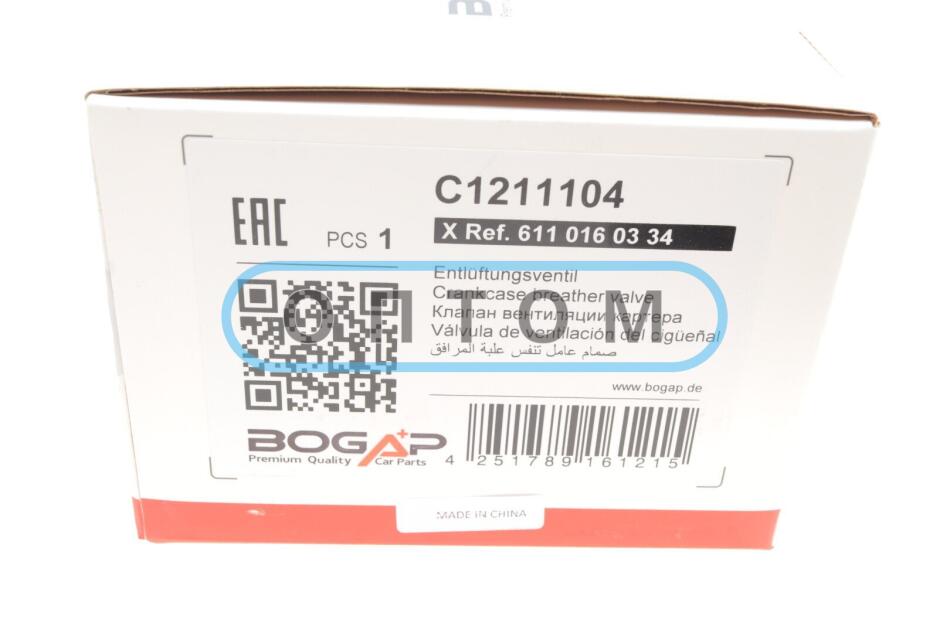 C1211104
EAC
PCS 1
X Ref. 611 016 03 34
Entlüftungsventil
Crankcase breather valve
Клапан вентиляции картера
Válvula de ventilación del cigüeñal
صمام عامل تنفس علبة المرافق
ОПТОМ
www.bogap.de
BOGAP
Premium Quality Car Parts
4 251789 161215
MADE IN CHINA